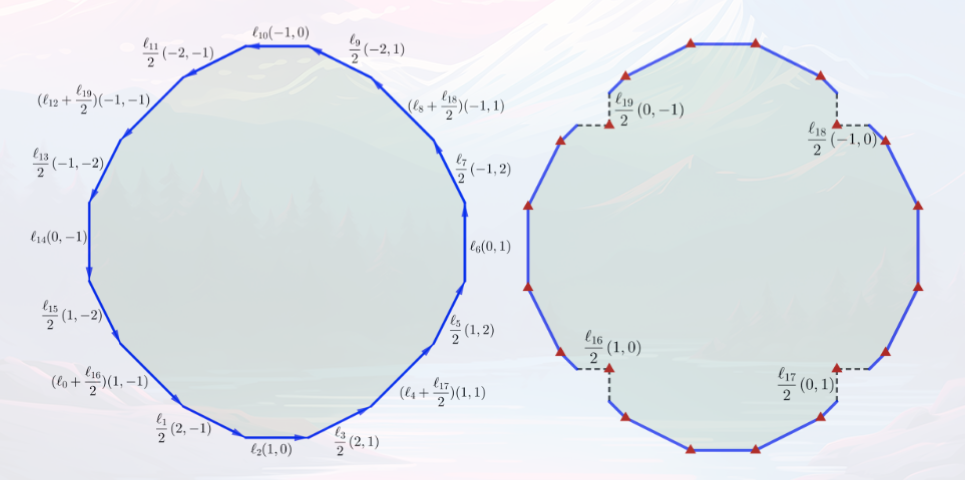 ℓ₁₀(−1, 0)
ℓ₉/2 (−2, 1)
(ℓ₈ + ℓ₁₈/2)(−1, 1)
ℓ₇/2 (−1, 2)
ℓ₆(0, 1)
ℓ₅/2 (1, 2)
(ℓ₄ + ℓ₁₇/2)(1, 1)
ℓ₃/2 (2, 1)
ℓ₂(1, 0)
ℓ₁/2 (2, −1)
(ℓ₀ + ℓ₁₆/2)(1, −1)
ℓ₁₅/2 (1, −2)
ℓ₁₄(0, −1)
ℓ₁₃/2 (−1, −2)
(ℓ₁₂ + ℓ₁₉/2)(−1, −1)
ℓ₁₁/2 (−2, −1)
ℓ₁₉/2 (0, −1)
ℓ₁₈/2 (−1, 0)
ℓ₁₆/2 (1, 0)
ℓ₁₇/2 (0, 1)